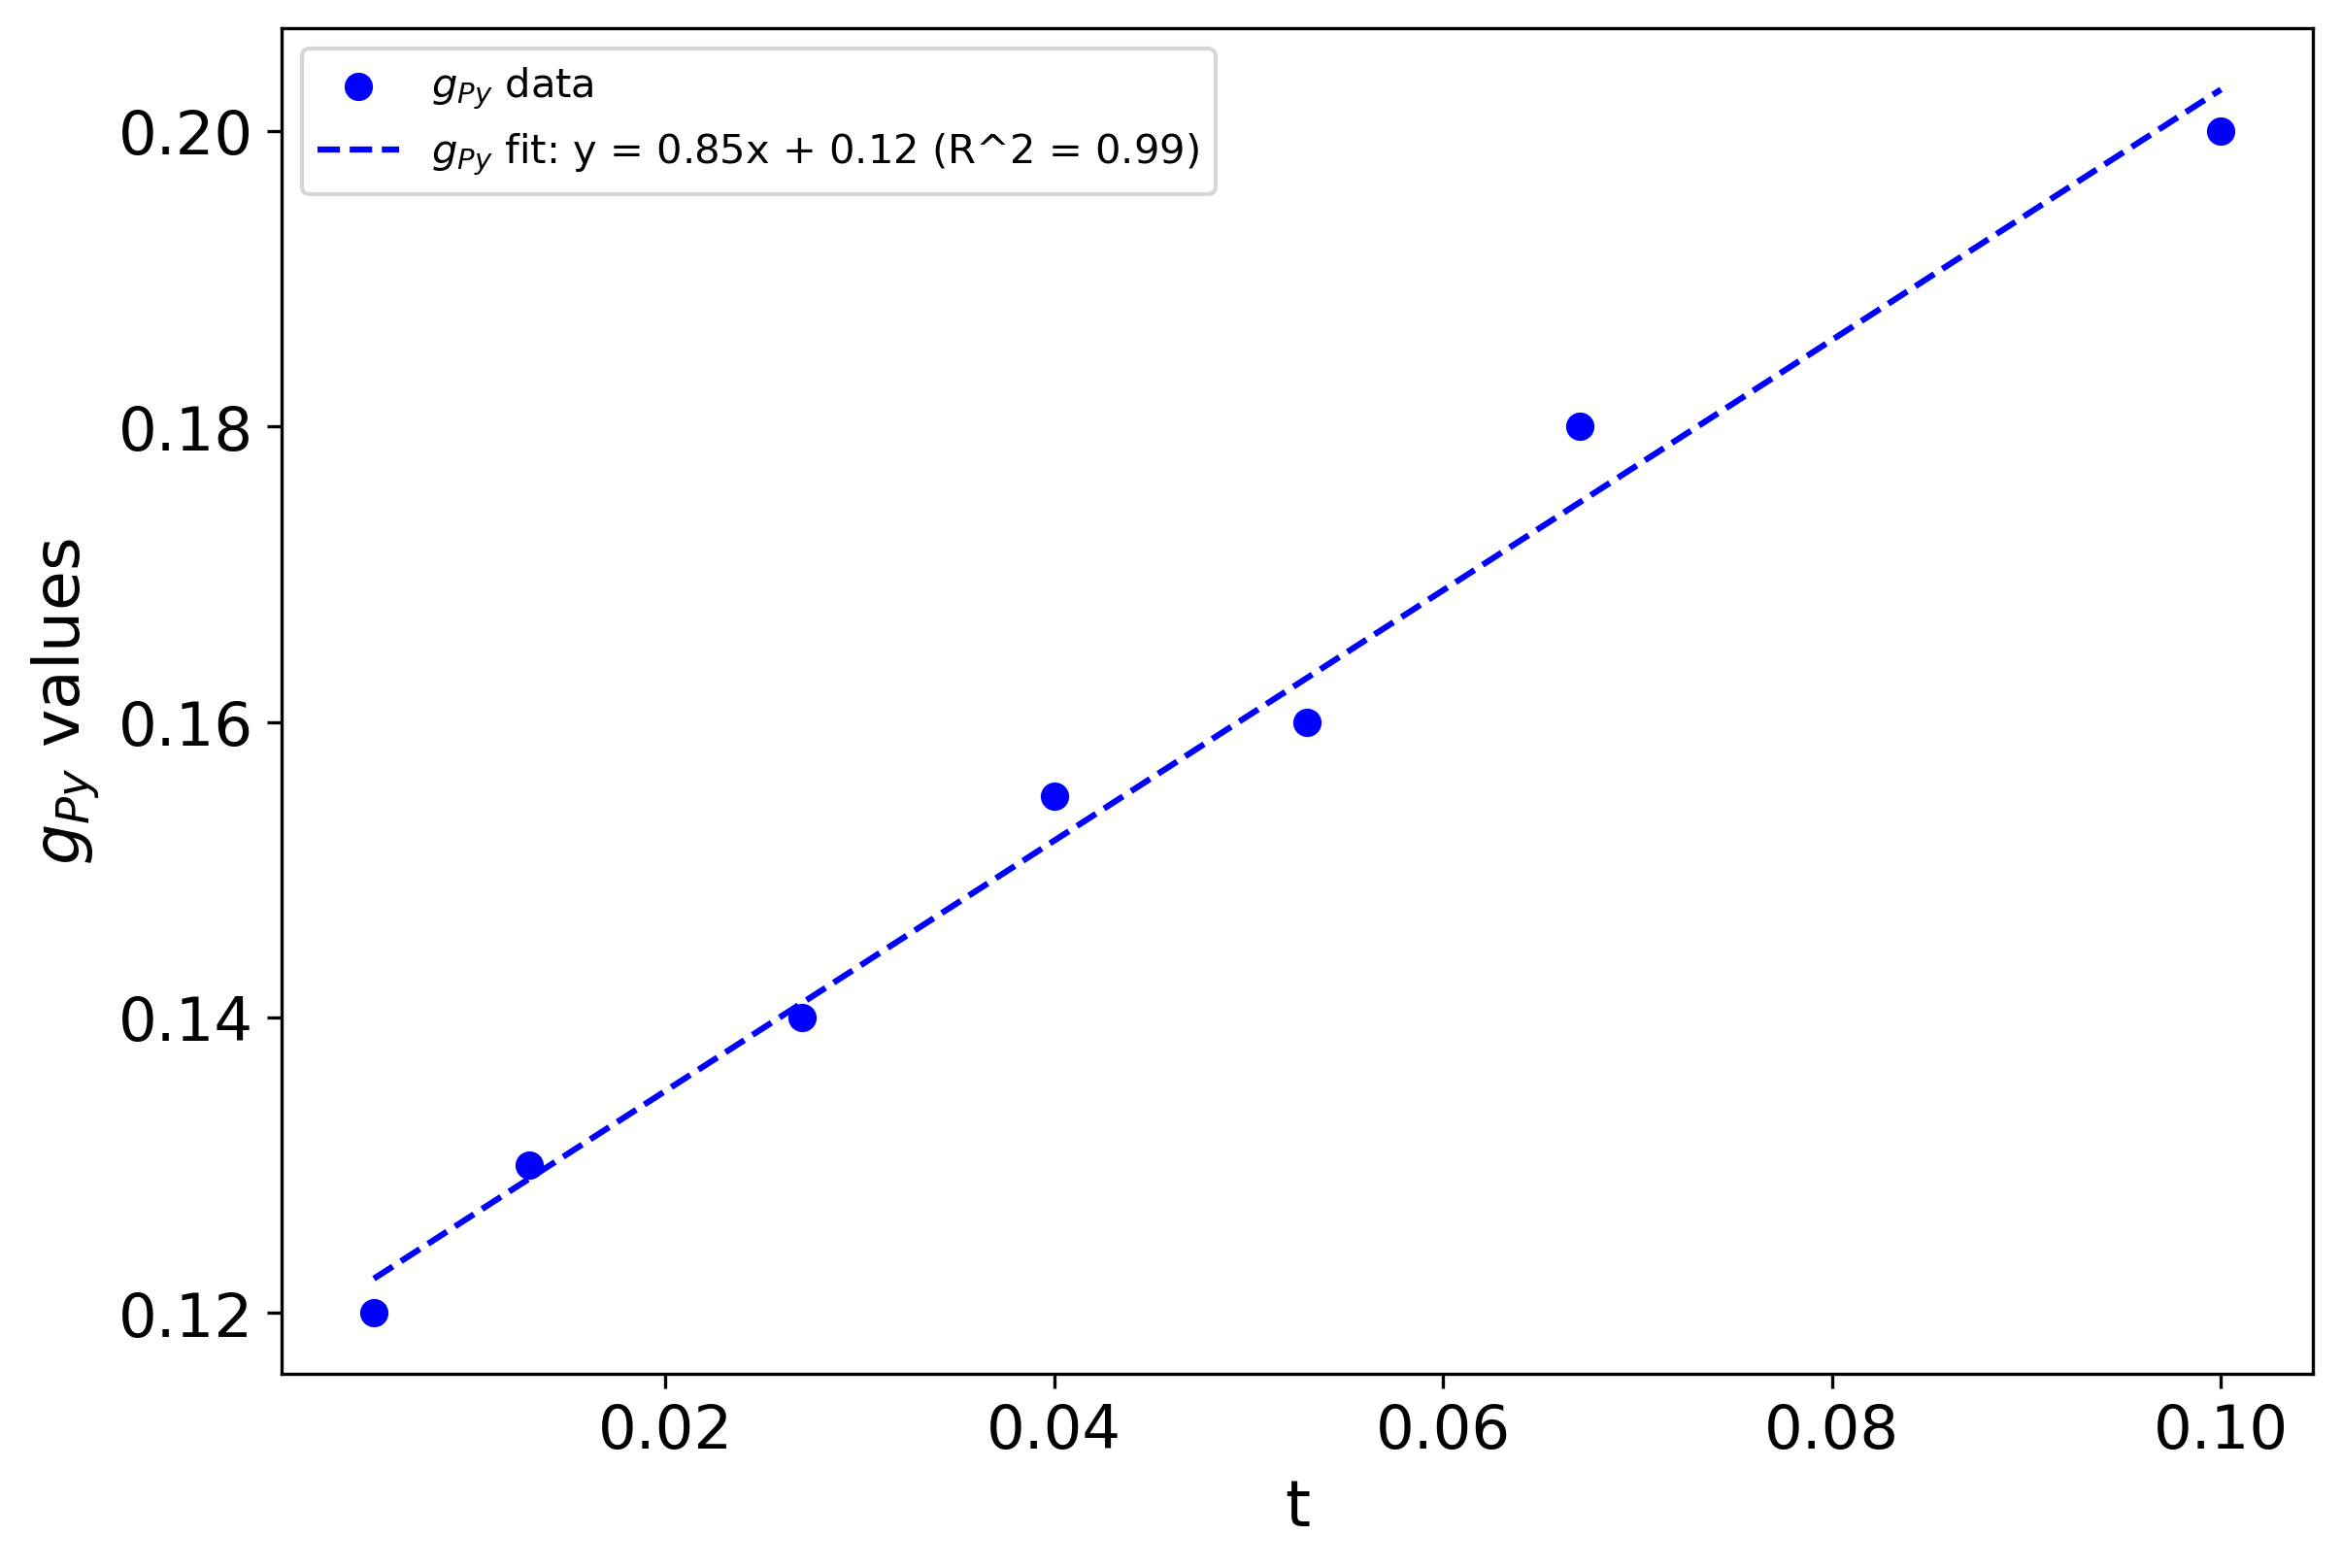 g_Py data
g_Py fit: y = 0.85x + 0.12 (R^2 = 0.99)
0.20
0.18
0.16
0.14
0.12
g_Py values
0.02 0.04 0.06 0.08 0.10
t